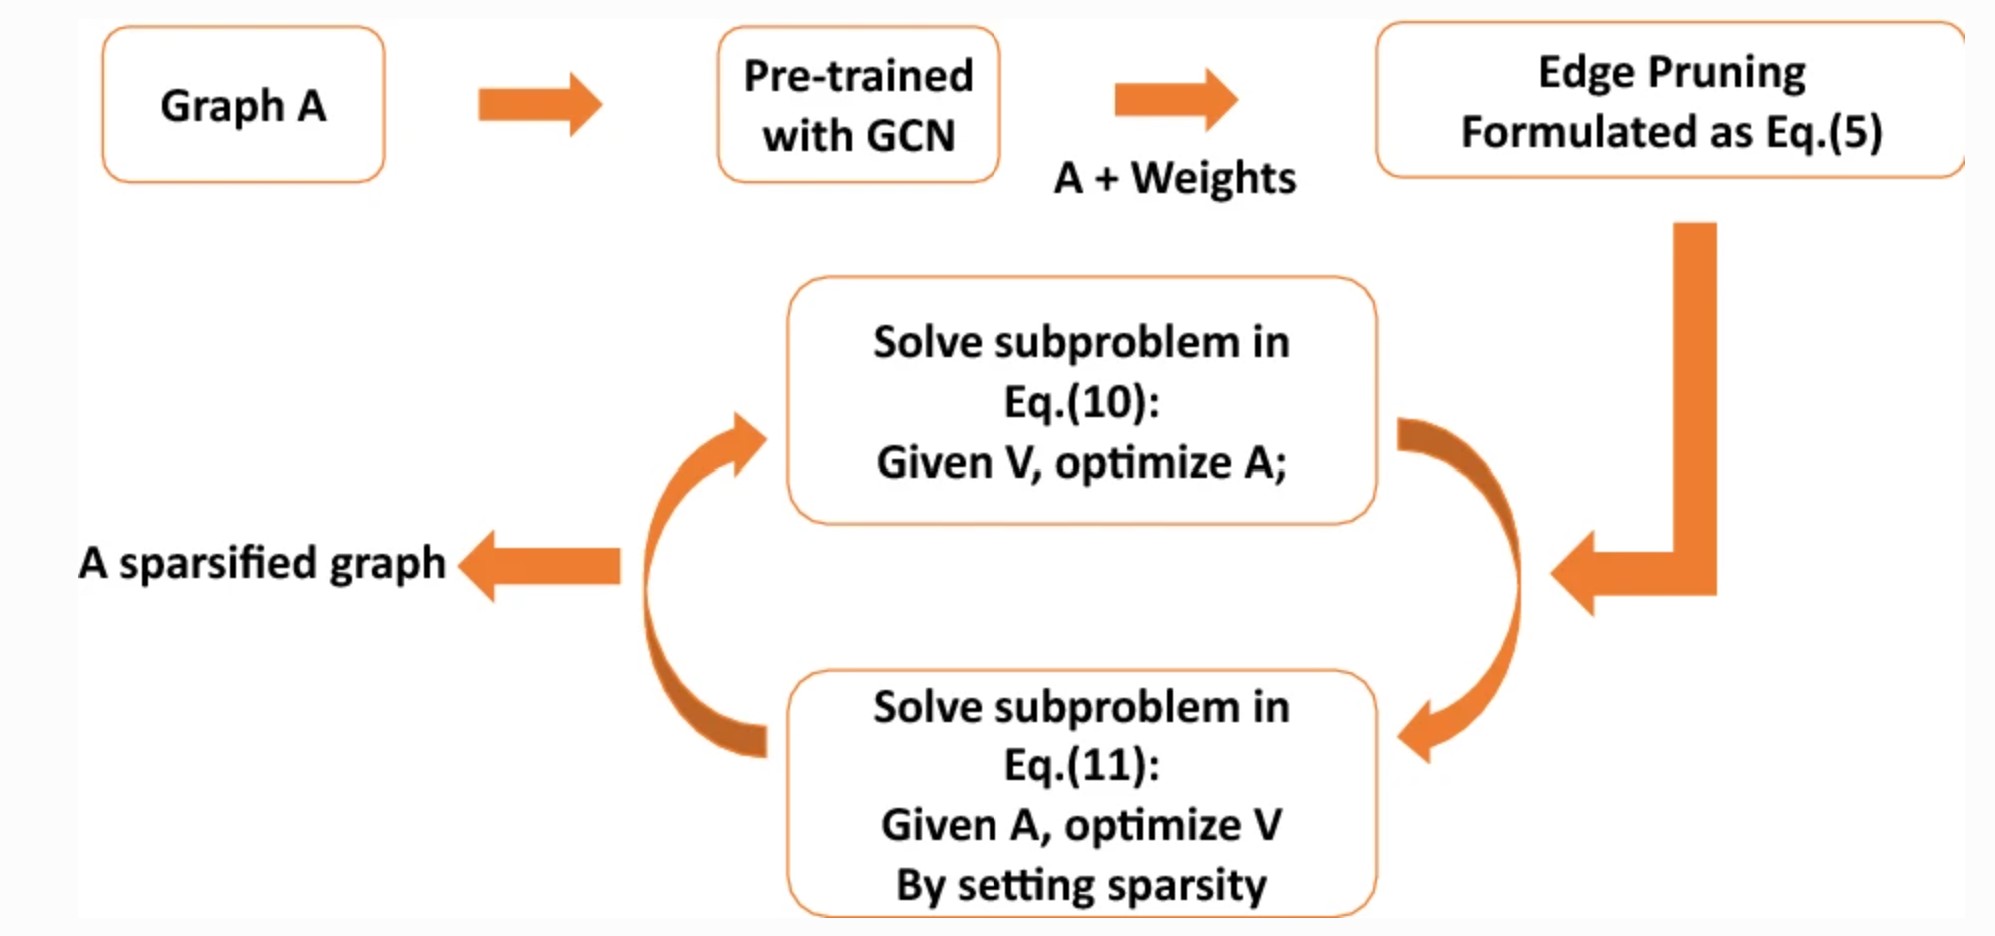 Graph A
Pre-trained
with GCN
A + Weights
Edge Pruning
Formulated as Eq.(5)
Solve subproblem in
Eq.(10):
Given V, optimize A;
A sparsified graph
Solve subproblem in
Eq.(11):
Given A, optimize V
By setting sparsity